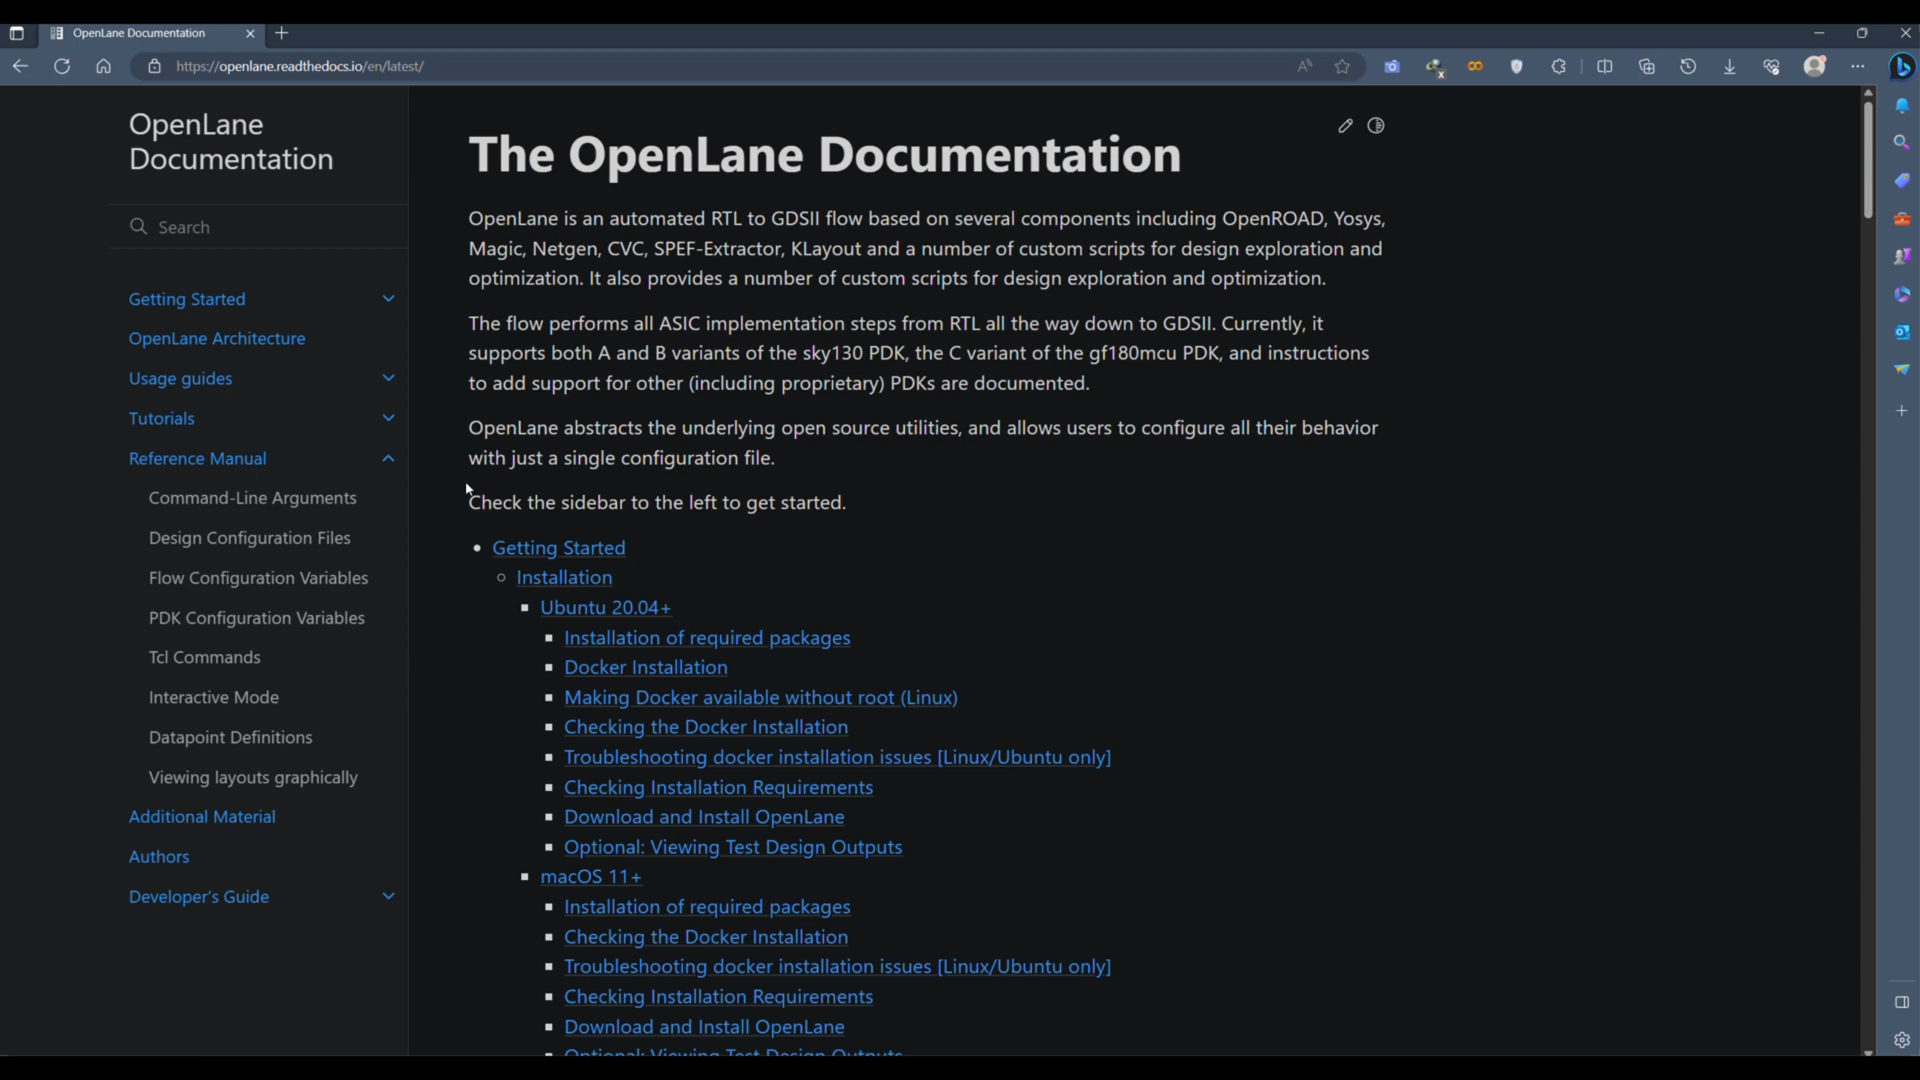 OpenLane Documentation
https://openlane.readthedocs.io/en/latest/
OpenLane
Documentation
Search
Getting Started
OpenLane Architecture
Usage guides
Tutorials
Reference Manual
Command-Line Arguments
Design Configuration Files
Flow Configuration Variables
PDK Configuration Variables
Tcl Commands
Interactive Mode
Datapoint Definitions
Viewing layouts graphically
Additional Material
Authors
Developer's Guide
The OpenLane Documentation
OpenLane is an automated RTL to GDSII flow based on several components including OpenROAD, Yosys,
Magic, Netgen, CVC, SPEF-Extractor, KLayout and a number of custom scripts for design exploration and
optimization. It also provides a number of custom scripts for design exploration and optimization.
The flow performs all ASIC implementation steps from RTL all the way down to GDSII. Currently, it
supports both A and B variants of the sky130 PDK, the C variant of the gf180mcu PDK, and instructions
to add support for other (including proprietary) PDKs are documented.
OpenLane abstracts the underlying open source utilities, and allows users to configure all their behavior
with just a single configuration file.
Check the sidebar to the left to get started.
Getting Started
Installation
Ubuntu 20.04+
Installation of required packages
Docker Installation
Making Docker available without root (Linux)
Checking the Docker Installation
Troubleshooting docker installation issues [Linux/Ubuntu only]
Checking Installation Requirements
Download and Install OpenLane
Optional: Viewing Test Design Outputs
macOS 11+
Installation of required packages
Checking the Docker Installation
Troubleshooting docker installation issues [Linux/Ubuntu only]
Checking Installation Requirements
Download and Install OpenLane
Optional: Viewing Test Design Outputs